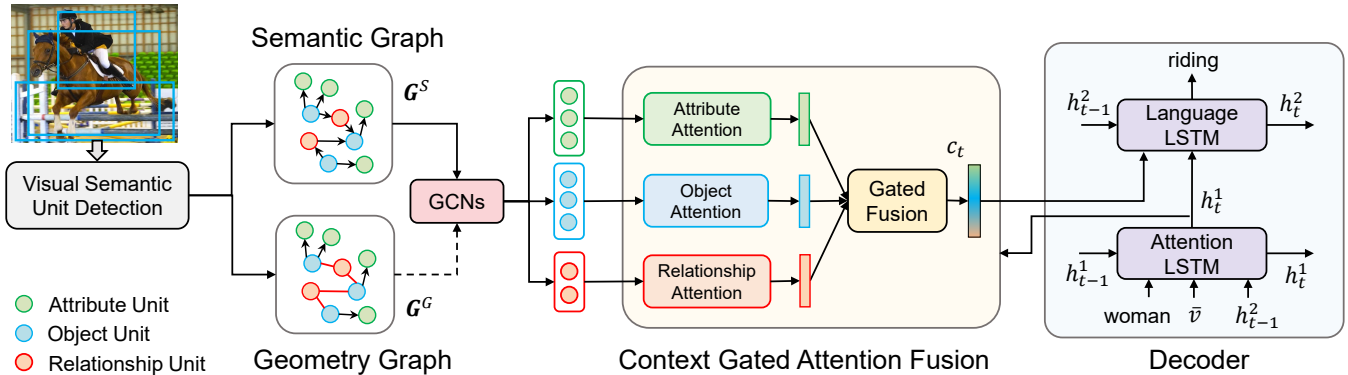 Semantic Graph
G^S
Visual Semantic
Unit Detection
GCNs
G^G
Geometry Graph
Attribute Unit
Object Unit
Relationship Unit
Attribute
Attention
Object
Attention
Relationship
Attention
Gated
Fusion
c_t
Context Gated Attention Fusion
riding
h^2_{t-1}
Language
LSTM
h^2_t
h^1_t
Attention
LSTM
h^1_{t-1}
h^1_t
woman
v̄
h^2_{t-1}
Decoder